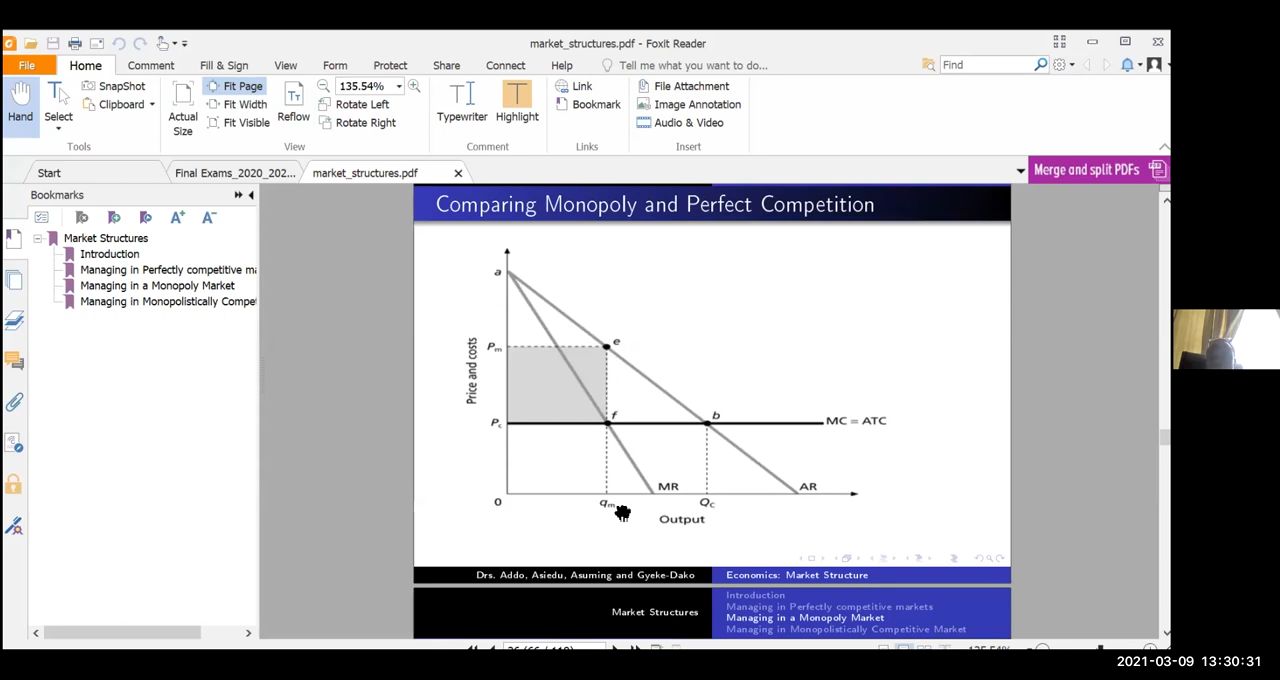 market_structures.pdf - Foxit Reader
File Home Comment Fill & Sign View Form Protect Share Connect Help Tell me what you want to do... Find
Hand
Select
SnapShot
Clipboard
Tools
Actual Size
Fit Page
Fit Width
Fit Visible
Reflow
135.54%
Rotate Left
Rotate Right
View
Typewriter
Highlight
Comment
Link
Bookmark
Links
File Attachment
Image Annotation
Audio & Video
Insert
Start
Final Exams_2020_202...
market_structures.pdf
Merge and split PDFs
Bookmarks
Market Structures
Introduction
Managing in Perfectly competitive ma
Managing in a Monopoly Market
Managing in Monopolistically Compet
Comparing Monopoly and Perfect Competition
a
Pm
e
Price and costs
Pc
f
b
MC = ATC
MR
AR
0
qm
Qc
Output
Drs. Addo, Asiedu, Asuming and Gyeke-Dako
Economics: Market Structure
Market Structures
Introduction
Managing in Perfectly competitive markets
Managing in a Monopoly Market
Managing in Monopolistically Competitive Market
2021-03-09 13:30:31